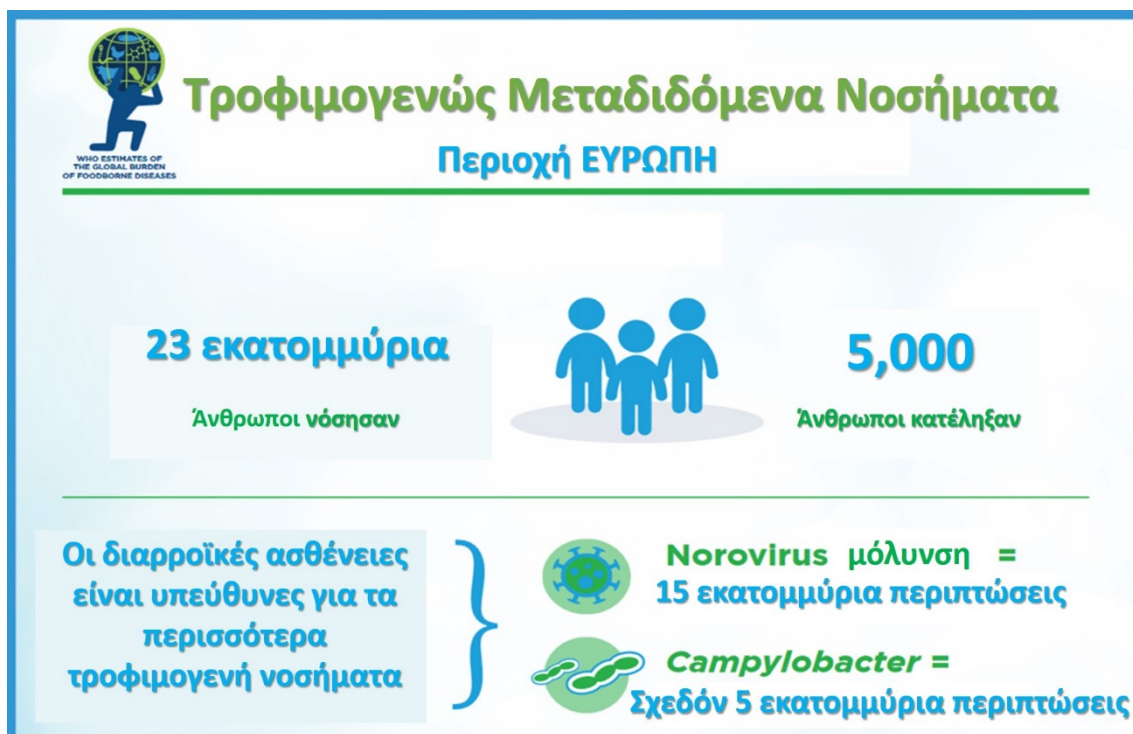 Τροφιμογενώς Μεταδιδόμενα Νοσήματα
Περιοχή ΕΥΡΩΠΗ
WHO ESTIMATES OF
THE GLOBAL BURDEN
OF FOODBORNE DISEASES
23 εκατομμύρια
Άνθρωποι νόσησαν
5,000
Άνθρωποι κατέληξαν
Οι διαρροϊκές ασθένειες
είναι υπεύθυνες για τα
περισσότερα
τροφιμογενή νοσήματα
Norovirus μόλυνση =
15 εκατομμύρια περιπτώσεις
Campylobacter =
Σχεδόν 5 εκατομμύρια περιπτώσεις